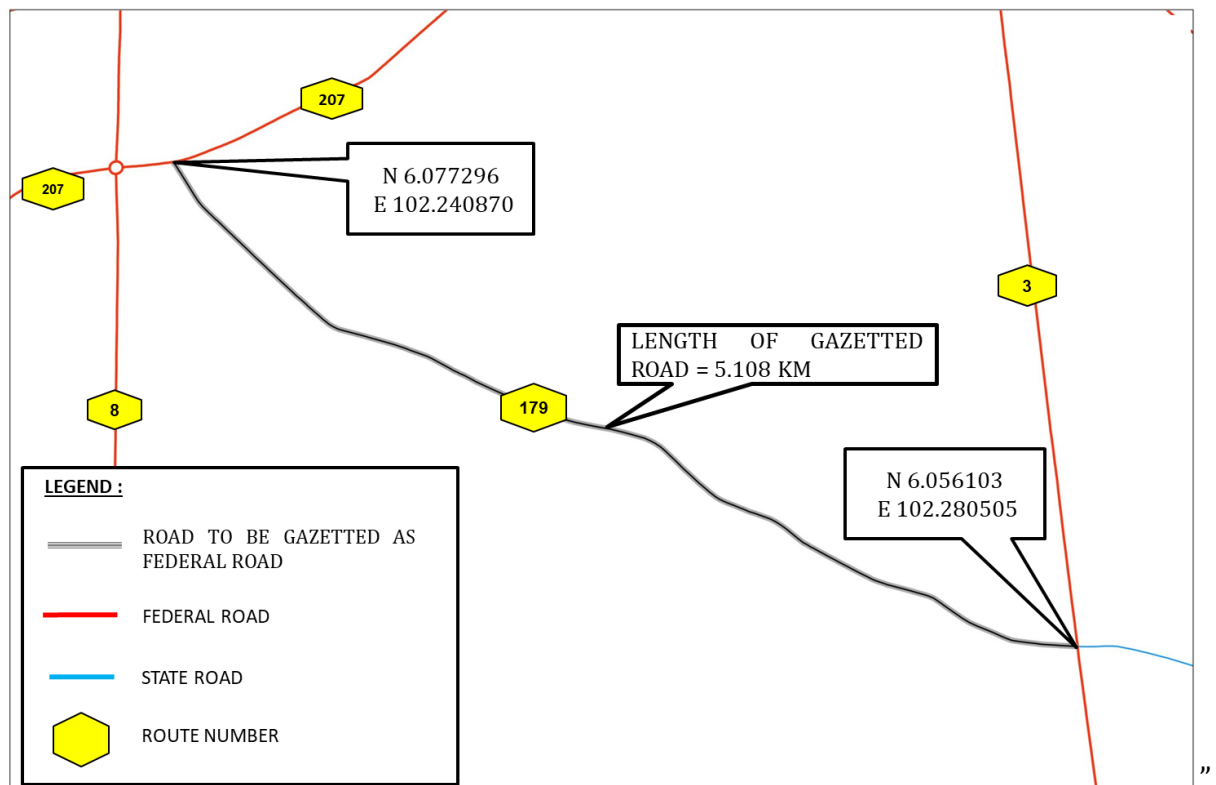 207
207
N 6.077296
E 102.240870
3
LENGTH OF GAZETTED
ROAD = 5.108 KM
179
8
N 6.056103
E 102.280505
LEGEND :
ROAD TO BE GAZETTED AS
FEDERAL ROAD
FEDERAL ROAD
STATE ROAD
ROUTE NUMBER
”